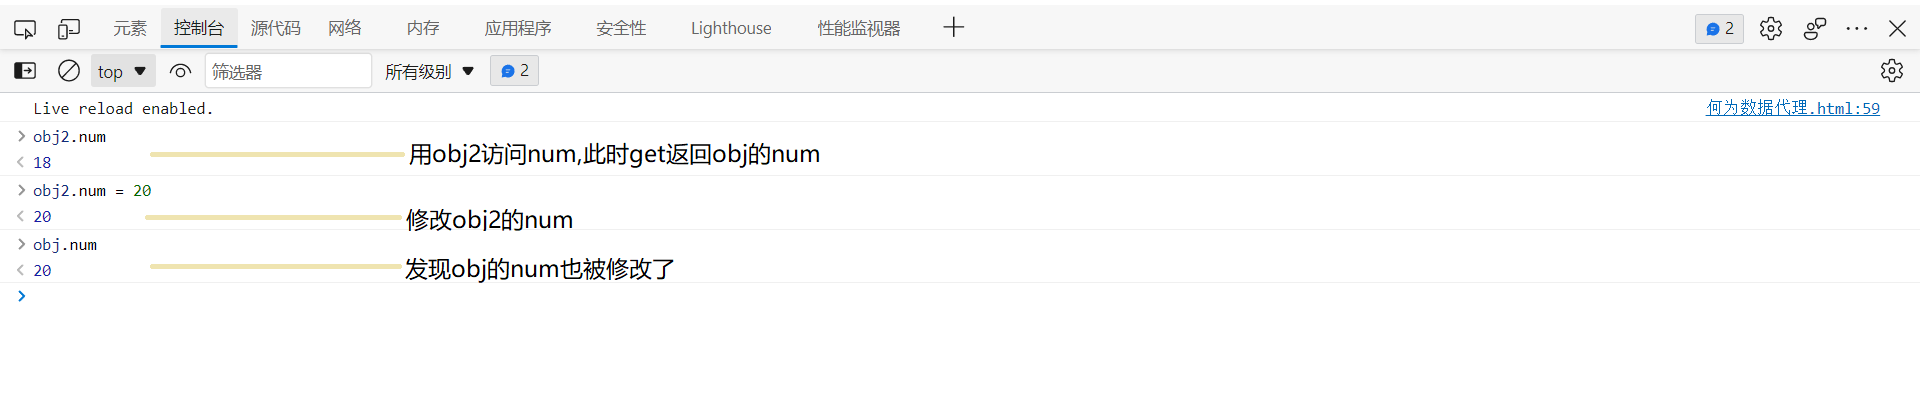 元素 控制台 源代码 网络 内存 应用程序 安全性 Lighthouse 性能监视器 2
top 筛选器 所有级别 2
Live reload enabled. 何为数据代理.html:59
obj2.num
18 用obj2访问num,此时get返回obj的num
obj2.num = 20
20 修改obj2的num
obj.num
20 发现obj的num也被修改了